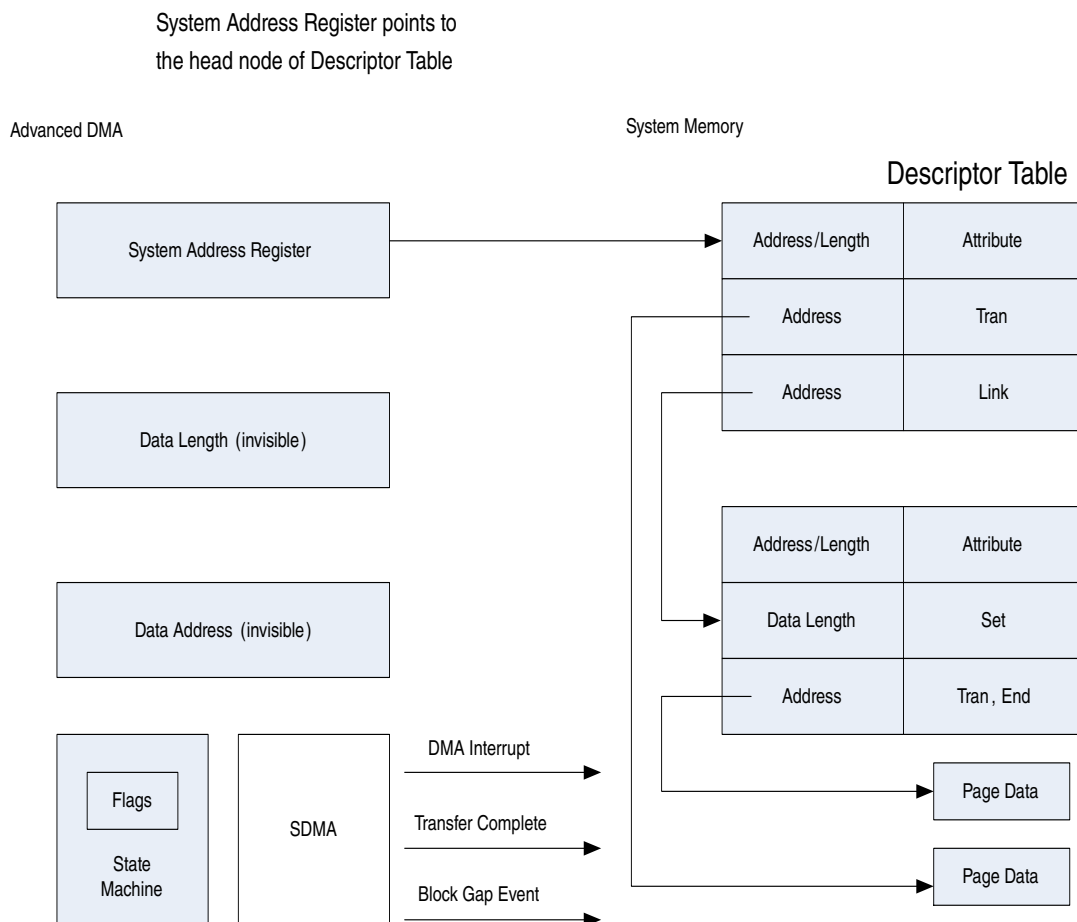 System Address Register points to
the head node of Descriptor Table
Advanced DMA
System Memory
Descriptor Table
System Address Register
Address/Length
Attribute
Address
Tran
Address
Link
Data Length (invisible)
Address/Length
Attribute
Data Address (invisible)
Data Length
Set
Address
Tran, End
Flags
State
Machine
SDMA
DMA Interrupt
Transfer Complete
Block Gap Event
Page Data
Page Data